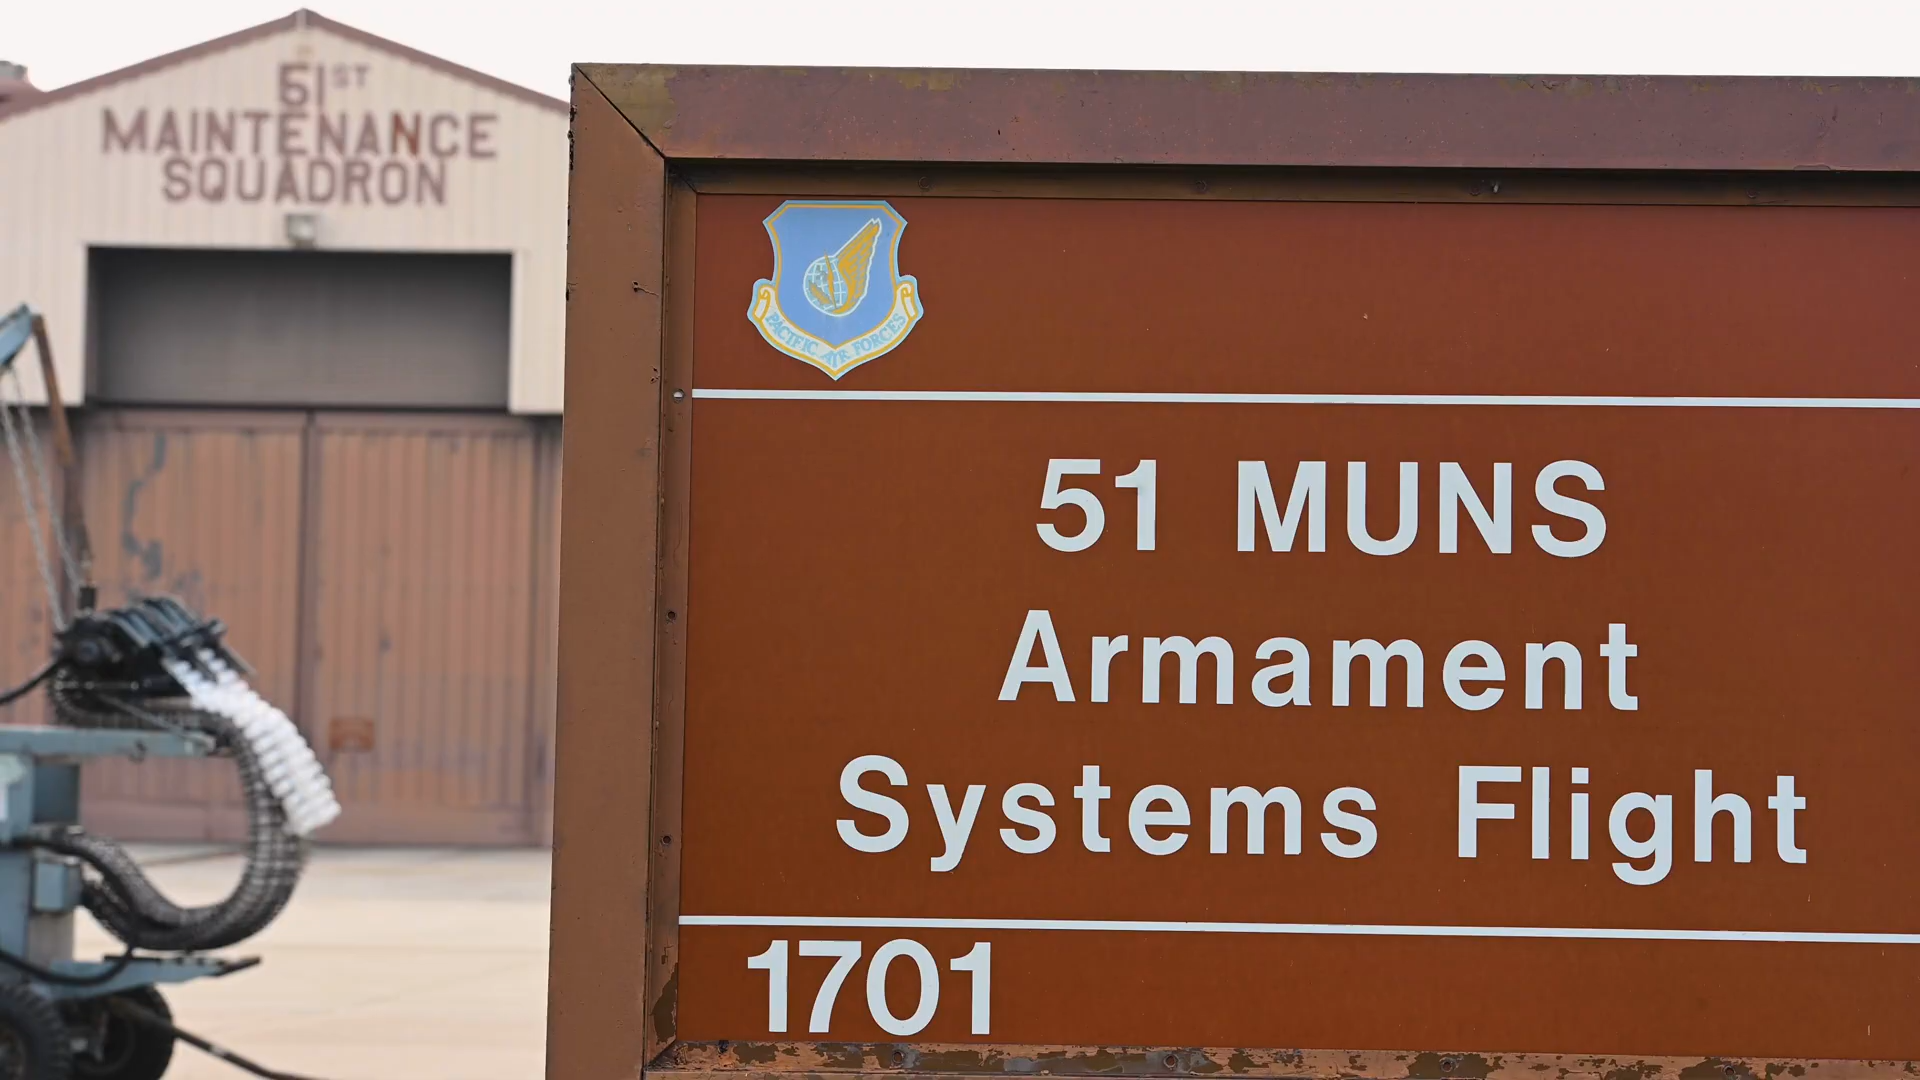 51ST
MAINTENANCE
SQUADRON
PACIFIC AIR FORCES
51 MUNS
Armament
Systems Flight
1701